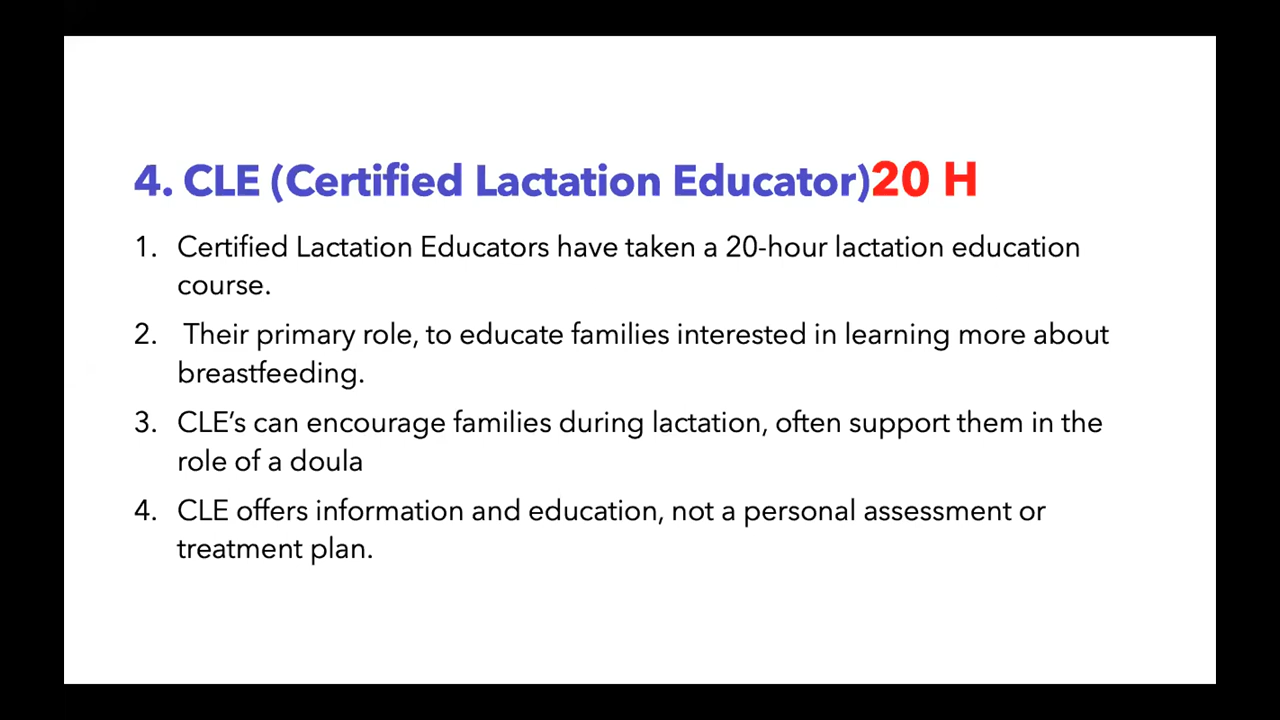 4. CLE (Certified Lactation Educator)20 H
1. Certified Lactation Educators have taken a 20-hour lactation education
course.
2. Their primary role, to educate families interested in learning more about
breastfeeding.
3. CLE’s can encourage families during lactation, often support them in the
role of a doula
4. CLE offers information and education, not a personal assessment or
treatment plan.